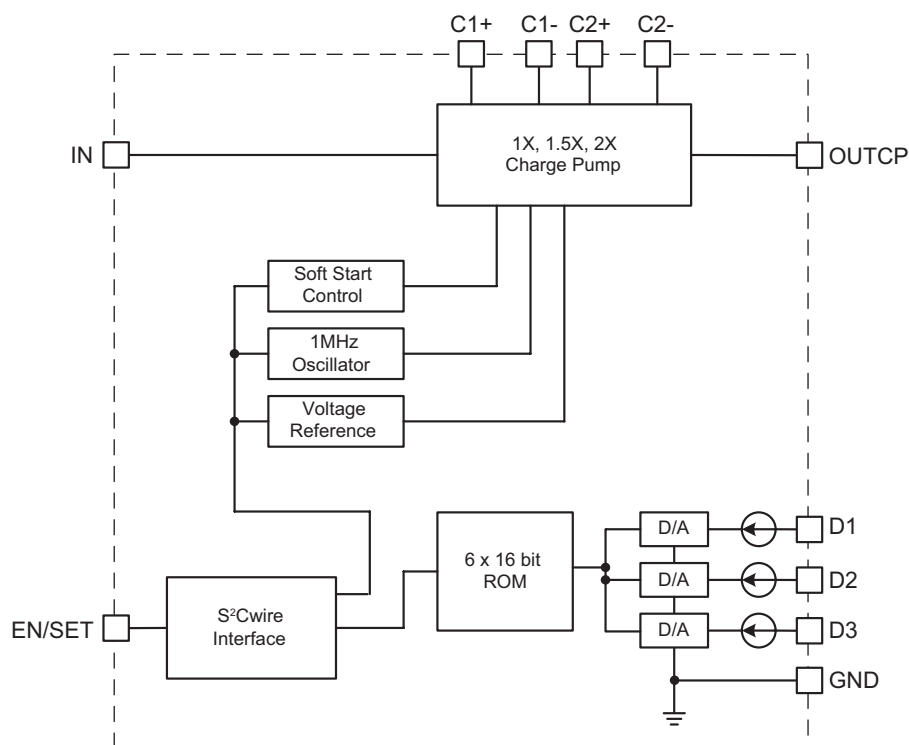 C1+ C1- C2+ C2-
IN
1X, 1.5X, 2X
Charge Pump
OUTCP
Soft Start
Control
1MHz
Oscillator
Voltage
Reference
6 x 16 bit
ROM
D/A
D1
D/A
D2
D/A
D3
EN/SET
S²Cwire
Interface
GND